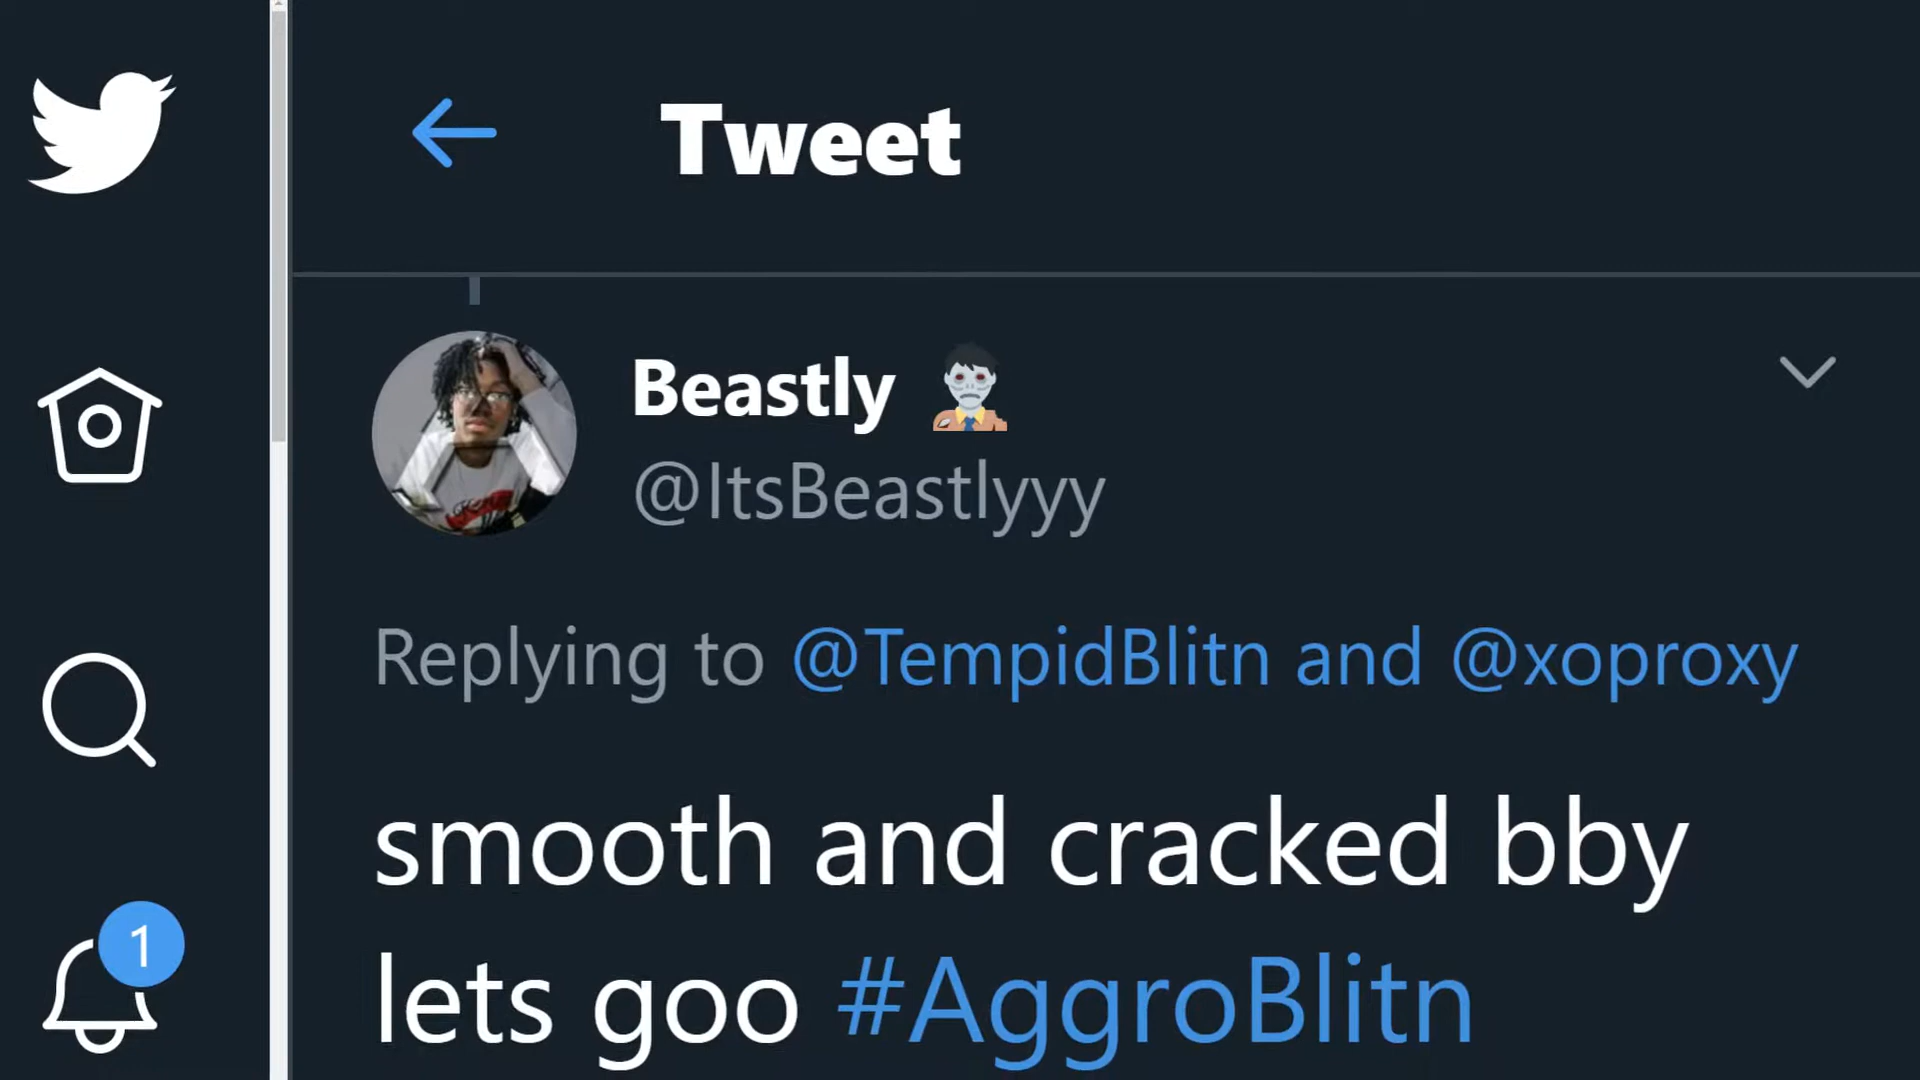 Tweet
Beastly
@ItsBeastlyyy
Replying to @TempidBlitn and @xoproxy
smooth and cracked bby
lets goo #AggroBlitn
1